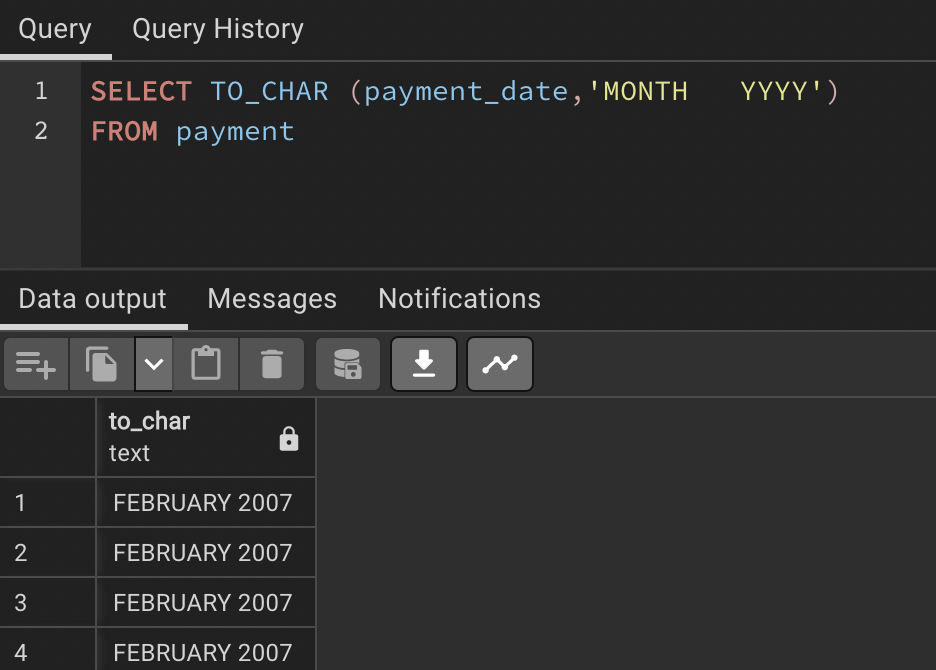 Query Query History
1 SELECT TO_CHAR (payment_date,'MONTH   YYYY')
2 FROM payment
Data output Messages Notifications
to_char
text
1 FEBRUARY 2007
2 FEBRUARY 2007
3 FEBRUARY 2007
4 FEBRUARY 2007